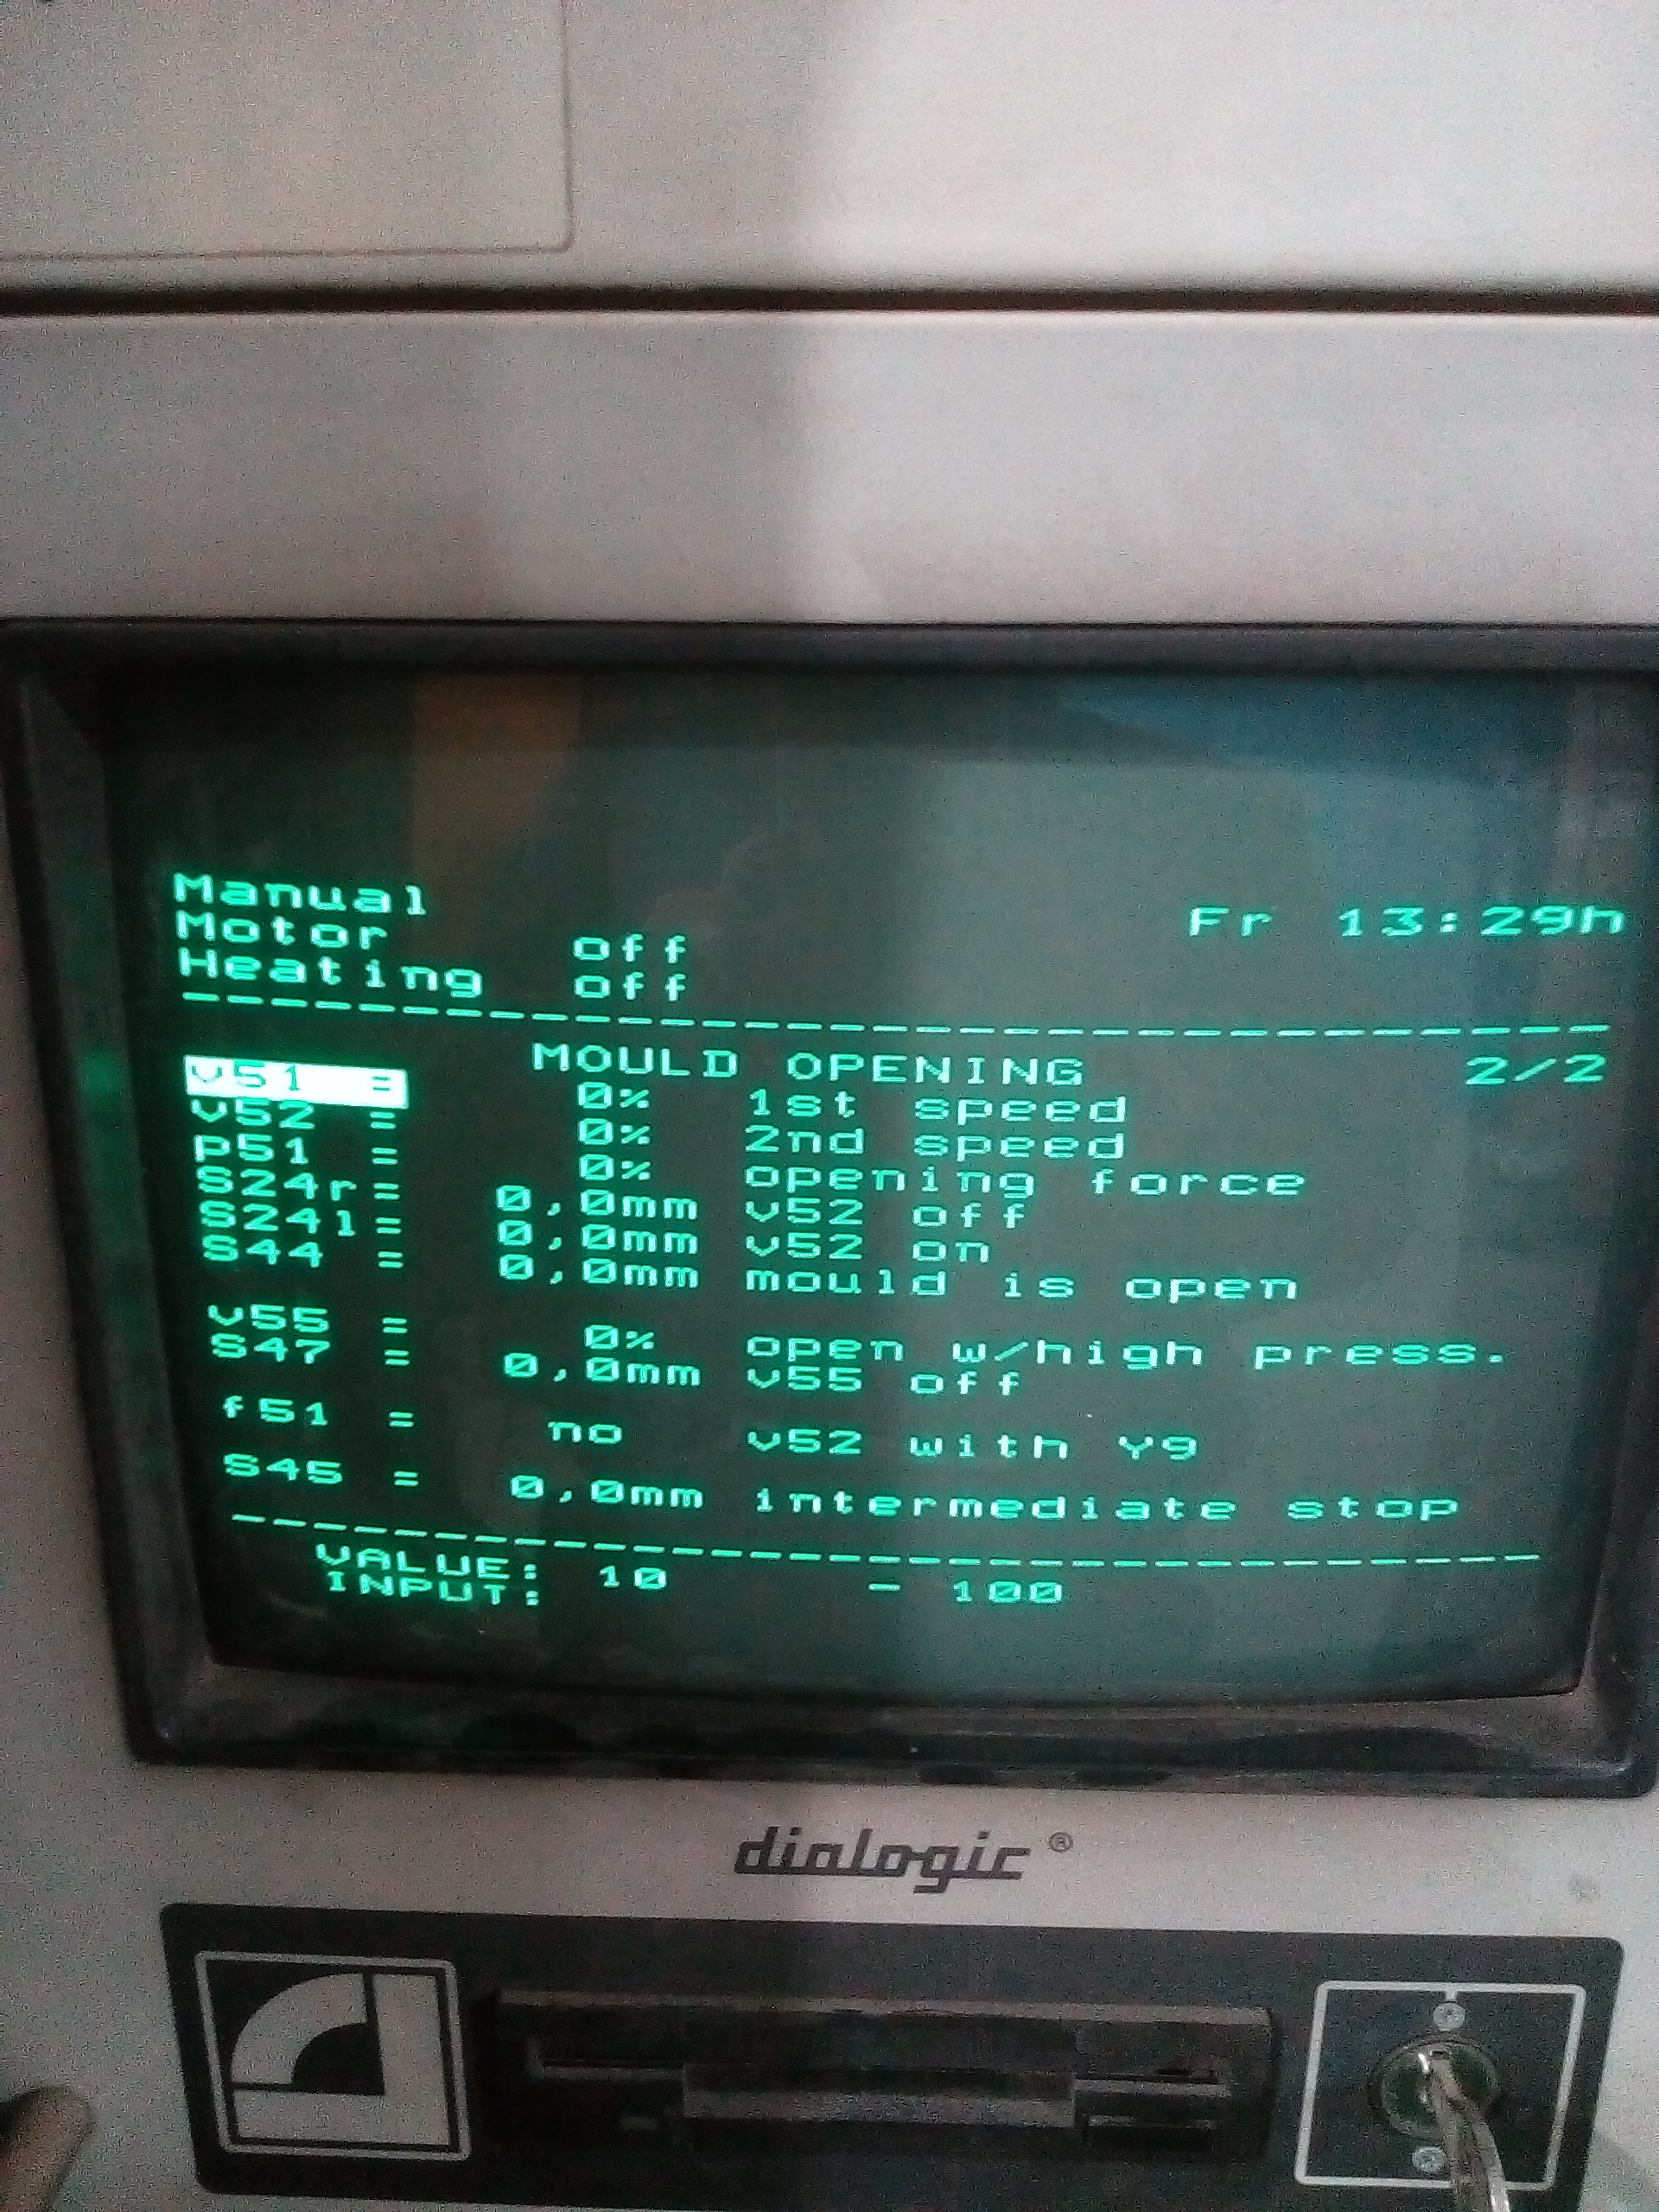 Manual
Fr 13:29h
Motor off
Heating off
MOULD OPENING 2/2
v51 = 0% 1st speed
v52 = 0% 2nd speed
p51 = 0% opening force
S24r= 0,0mm v52 off
S24l= 0,0mm v52 on
S44 = 0,0mm mould is open
v55 = 0% open w/high press.
S47 = 0,0mm v55 off
f51 = no v52 with Y9
S45 = 0,0mm intermediate stop
VALUE: 10 - 100
INPUT:
dialogic®